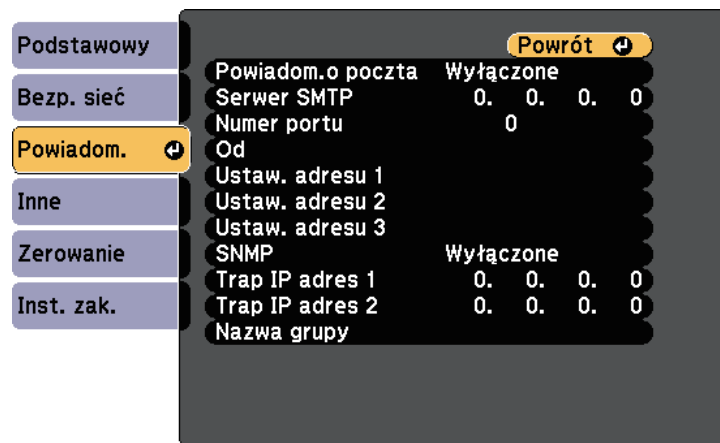 Podstawowy
Bezp. sieć
Powiadom.
Inne
Zerowanie
Inst. zak.
Powrót
Powiadom.o poczta Wyłączone
Serwer SMTP 0. 0. 0. 0
Numer portu 0
Od
Ustaw. adresu 1
Ustaw. adresu 2
Ustaw. adresu 3
SNMP Wyłączone
Trap IP adres 1 0. 0. 0. 0
Trap IP adres 2 0. 0. 0. 0
Nazwa grupy